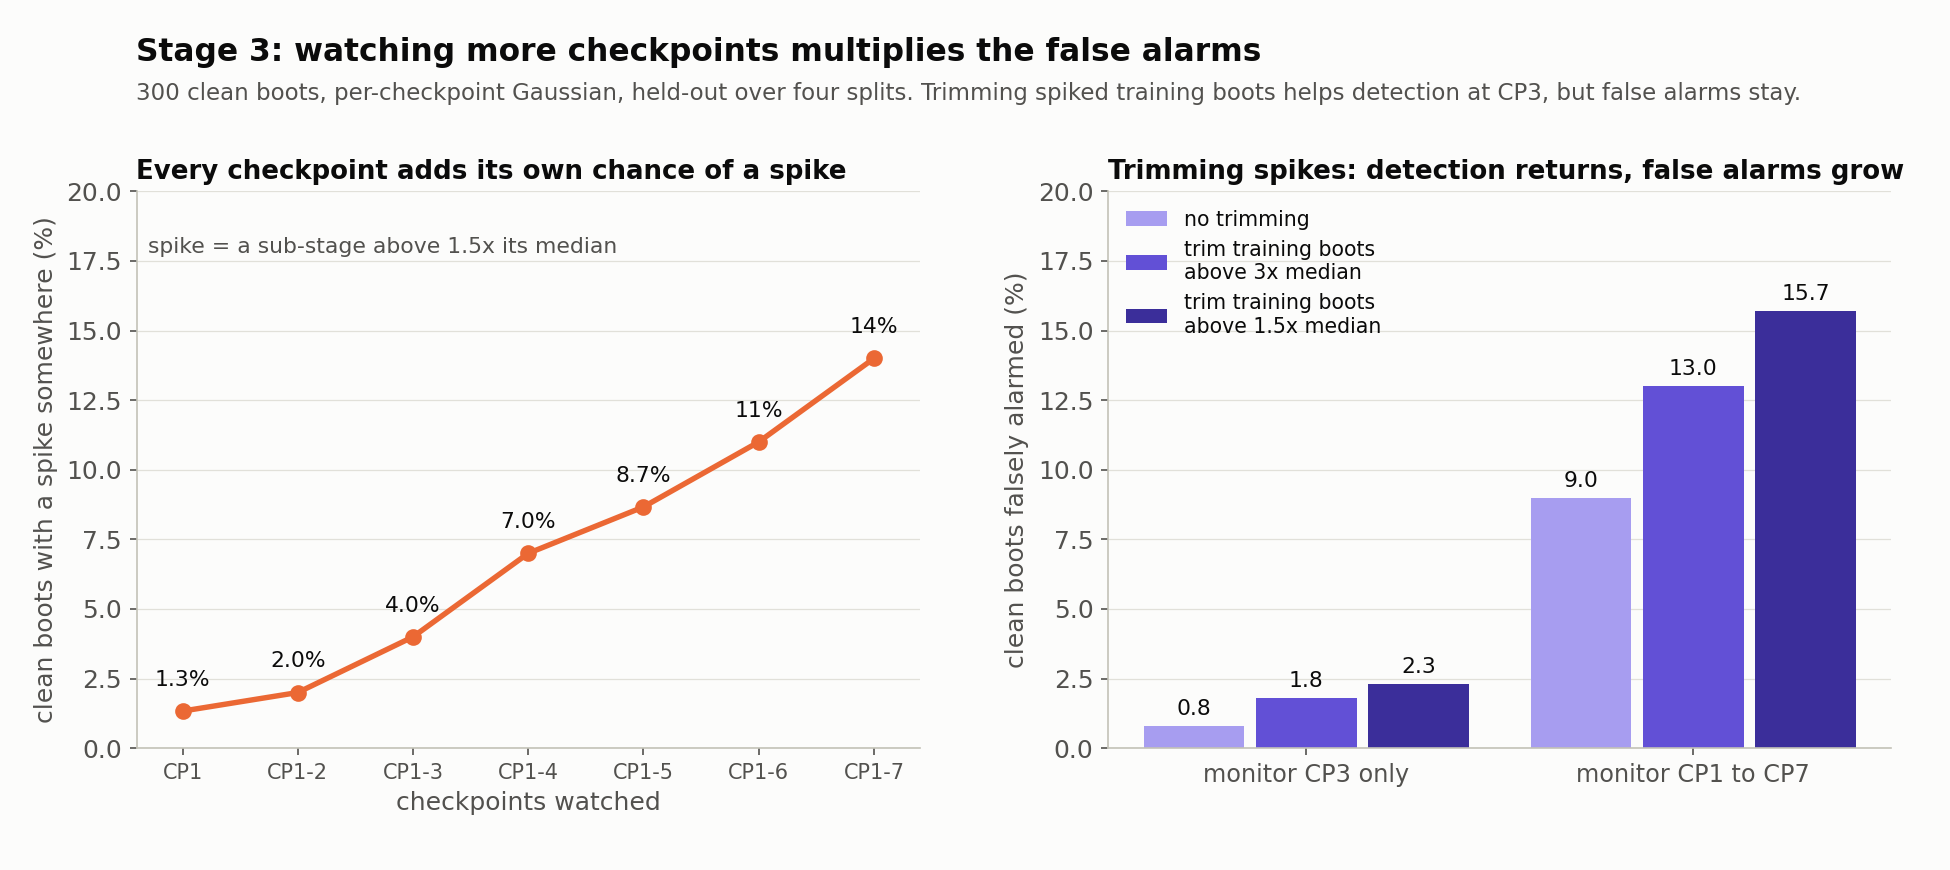 Stage 3: watching more checkpoints multiplies the false alarms
300 clean boots, per-checkpoint Gaussian, held-out over four splits. Trimming spiked training boots helps detection at CP3, but false alarms stay.
Every checkpoint adds its own chance of a spike
clean boots with a spike somewhere (%)
20.0
17.5
15.0
12.5
10.0
7.5
5.0
2.5
0.0
spike = a sub-stage above 1.5x its median
1.3%
2.0%
4.0%
7.0%
8.7%
11%
14%
CP1
CP1-2
CP1-3
CP1-4
CP1-5
CP1-6
CP1-7
checkpoints watched
Trimming spikes: detection returns, false alarms grow
clean boots falsely alarmed (%)
20.0
17.5
15.0
12.5
10.0
7.5
5.0
2.5
0.0
no trimming
trim training boots
above 3x median
trim training boots
above 1.5x median
0.8
1.8
2.3
9.0
13.0
15.7
monitor CP3 only
monitor CP1 to CP7